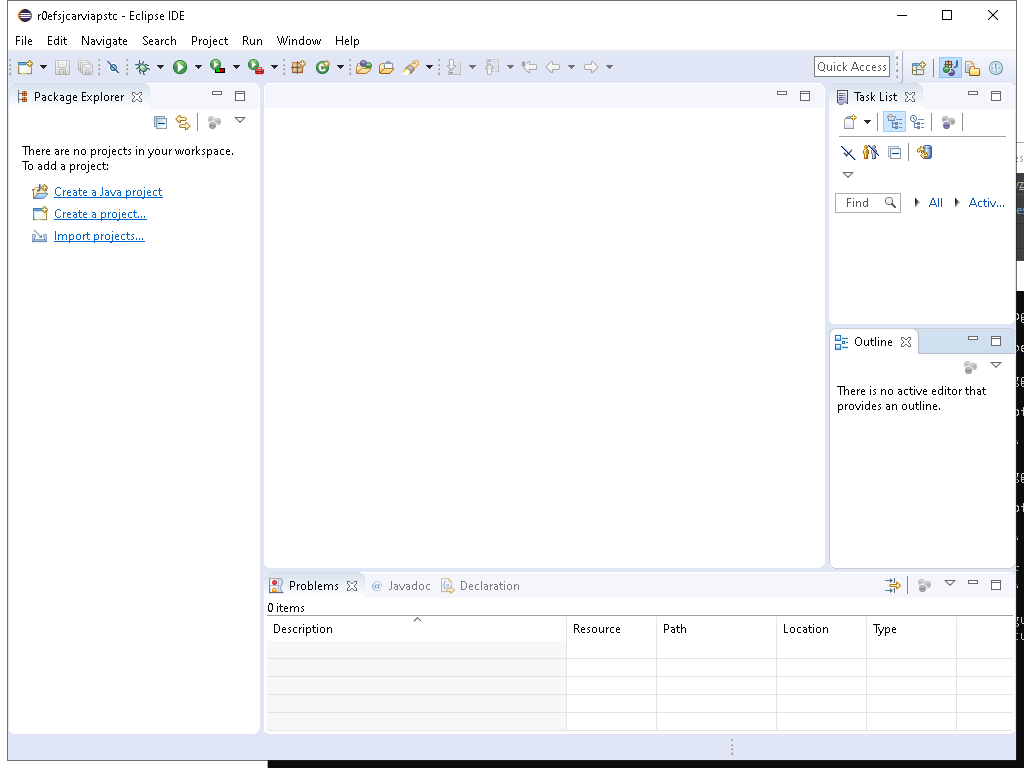 r0efsjcarviapstc - Eclipse IDE
File Edit Navigate Search Project Run Window Help
Quick Access
Package Explorer
There are no projects in your workspace.
To add a project:
Create a Java project
Create a project...
Import projects...
Task List
Find All Activ...
Outline
There is no active editor that
provides an outline.
Problems @ Javadoc Declaration
0 items
Description Resource Path Location Type